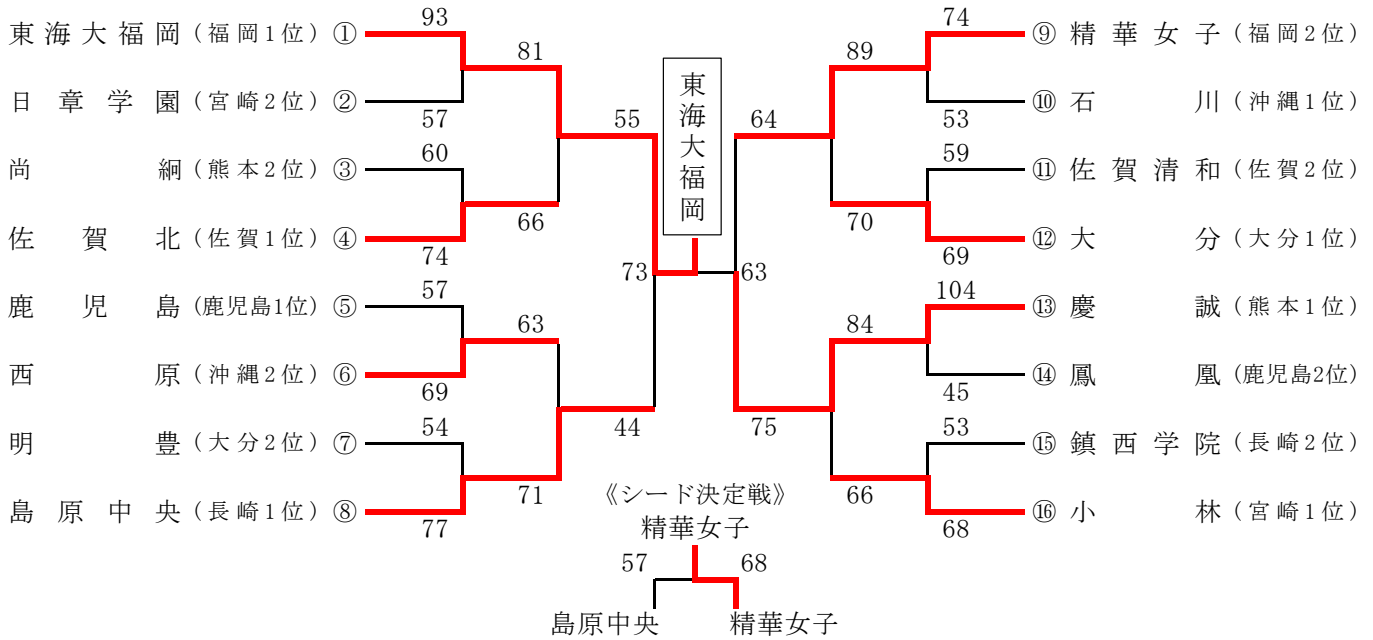 93
東海大福岡 (福岡1位) ①
81
日章学園 (宮崎2位) ②
57
55
60
尚絅 (熊本2位) ③
66
佐賀北 (佐賀1位) ④
74
73
57
鹿児島 (鹿児島1位) ⑤
63
西原 (沖縄2位) ⑥
69
44
54
明豊 (大分2位) ⑦
71
島原中央 (長崎1位) ⑧
77
東海大福岡
74
⑨ 精華女子 (福岡2位)
89
⑩ 石川 (沖縄1位)
53
64
59
⑪ 佐賀清和 (佐賀2位)
70
⑫ 大分 (大分1位)
69
63
104
⑬ 慶誠 (熊本1位)
84
⑭ 鳳凰 (鹿児島2位)
45
75
53
⑮ 鎮西学院 (長崎2位)
66
⑯ 小林 (宮崎1位)
68
《シード決定戦》
精華女子
57 68
島原中央 精華女子